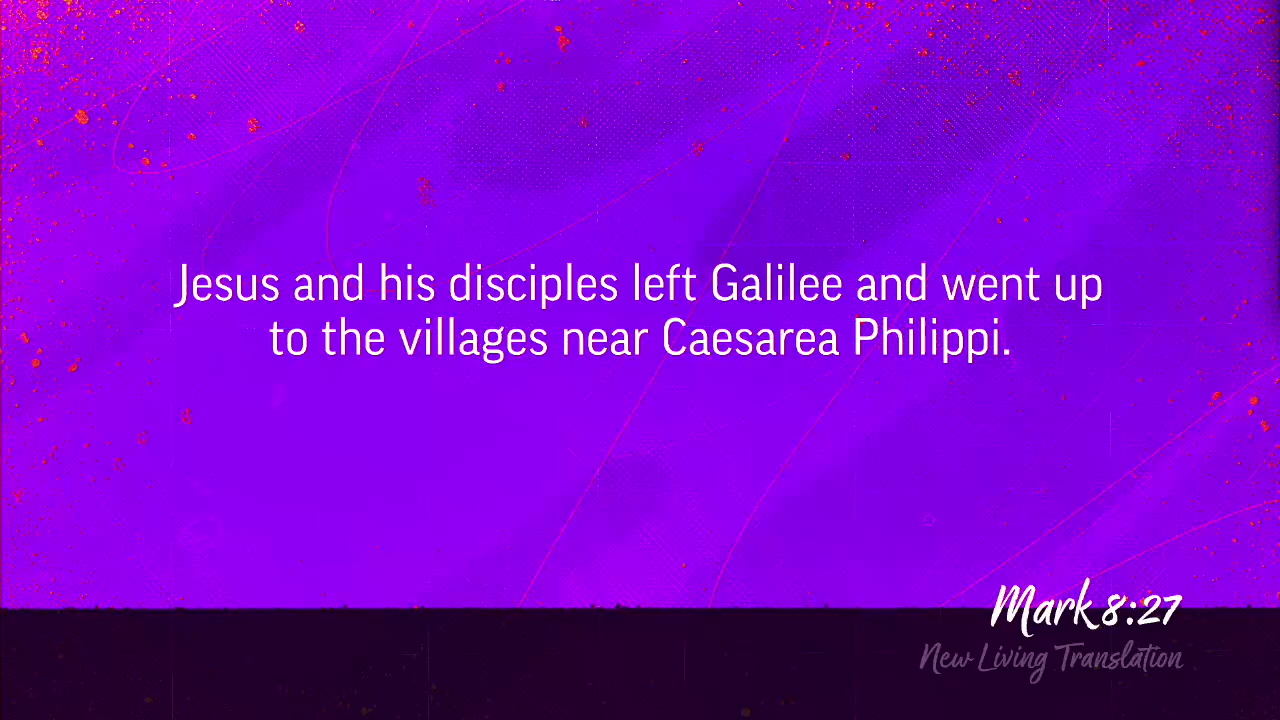 Jesus and his disciples left Galilee and went up
to the villages near Caesarea Philippi.
Mark 8:27
New Living Translation